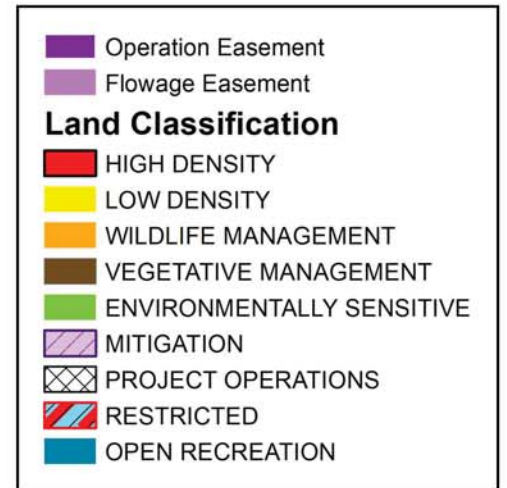 Operation Easement
Flowage Easement
Land Classification
HIGH DENSITY
LOW DENSITY
WILDLIFE MANAGEMENT
VEGETATIVE MANAGEMENT
ENVIRONMENTALLY SENSITIVE
MITIGATION
PROJECT OPERATIONS
RESTRICTED
OPEN RECREATION